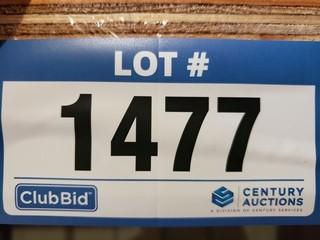 LOT #
1477
ClubBid
CENTURY
AUCTIONS
A DIVISION OF CENTURY SERVICES